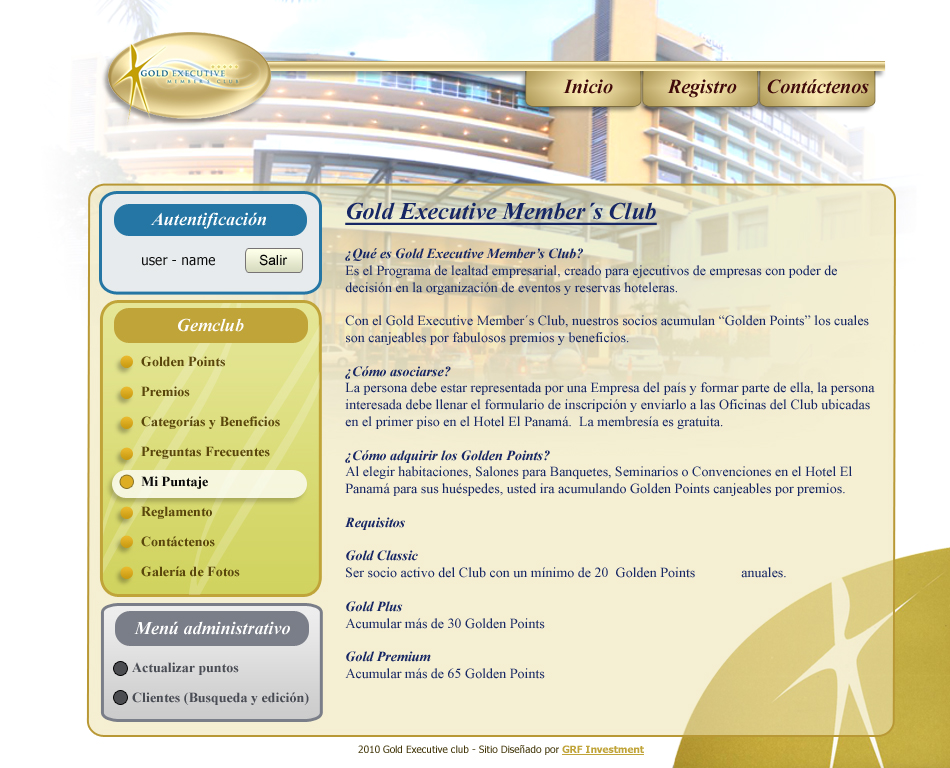 GOLD EXECUTIVE
MEMBER'S CLUB
Inicio
Registro
Contáctenos
Autentificación
user - name
Salir
Gemclub
Golden Points
Premios
Categorías y Beneficios
Preguntas Frecuentes
Mi Puntaje
Reglamento
Contáctenos
Galería de Fotos
Menú administrativo
Actualizar puntos
Clientes (Busqueda y edición)
Gold Executive Member´s Club
¿Qué es Gold Executive Member’s Club?
Es el Programa de lealtad empresarial, creado para ejecutivos de empresas con poder de
decisión en la organización de eventos y reservas hoteleras.
Con el Gold Executive Member´s Club, nuestros socios acumulan “Golden Points” los cuales
son canjeables por fabulosos premios y beneficios.
¿Cómo asociarse?
La persona debe estar representada por una Empresa del país y formar parte de ella, la persona
interesada debe llenar el formulario de inscripción y enviarlo a las Oficinas del Club ubicadas
en el primer piso en el Hotel El Panamá.  La membresía es gratuita.
¿Cómo adquirir los Golden Points?
Al elegir habitaciones, Salones para Banquetes, Seminarios o Convenciones en el Hotel El
Panamá para sus huéspedes, usted ira acumulando Golden Points canjeables por premios.
Requisitos
Gold Classic
Ser socio activo del Club con un mínimo de 20  Golden Points anuales.
Gold Plus
Acumular más de 30 Golden Points
Gold Premium
Acumular más de 65 Golden Points
2010 Gold Executive club - Sitio Diseñado por GRF Investment